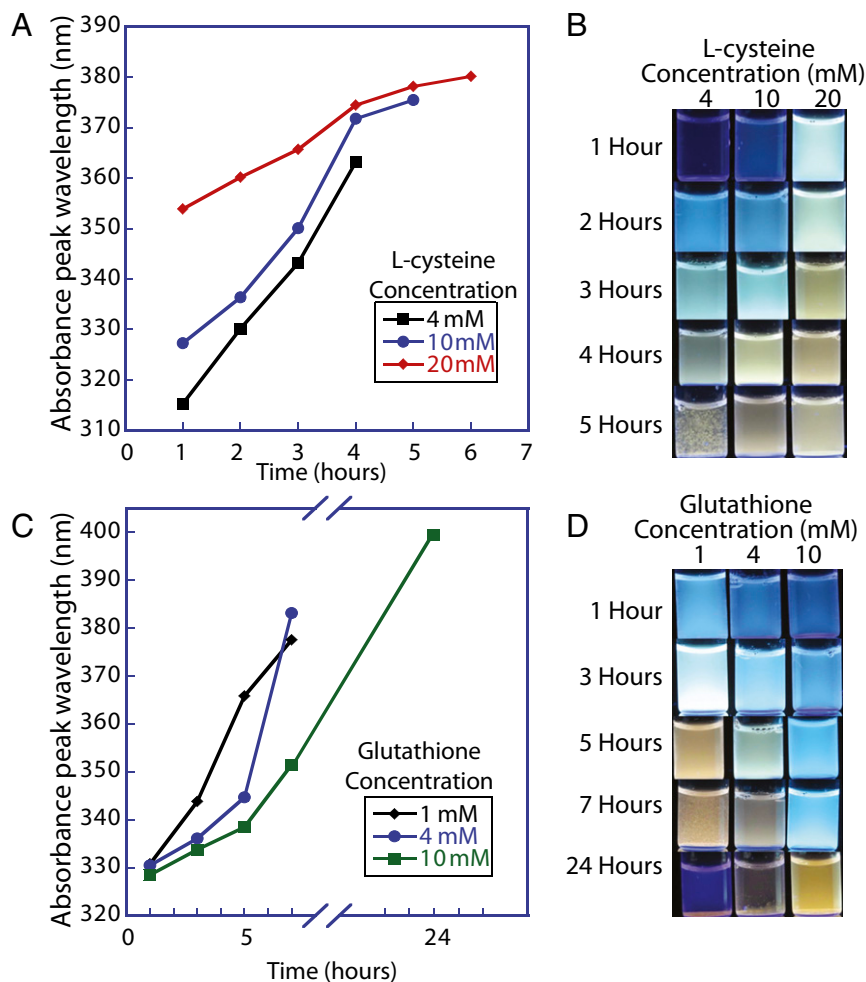 A
Absorbance peak wavelength (nm)
390
380
370
360
350
340
330
320
310
0 1 2 3 4 5 6 7
Time (hours)
L-cysteine
Concentration
4 mM
10 mM
20 mM
B
L-cysteine
Concentration (mM)
4 10 20
1 Hour
2 Hours
3 Hours
4 Hours
5 Hours
C
Absorbance peak wavelength (nm)
400
390
380
370
360
350
340
330
320
0 5 24
Time (hours)
Glutathione
Concentration
1 mM
4 mM
10 mM
D
Glutathione
Concentration (mM)
1 4 10
1 Hour
3 Hours
5 Hours
7 Hours
24 Hours